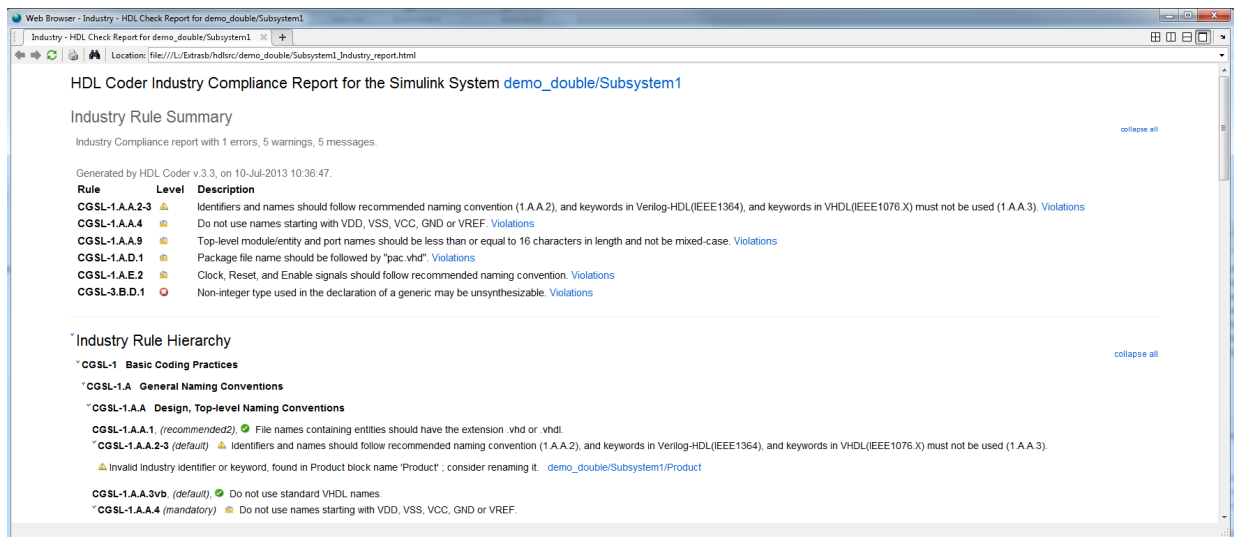 Web Browser - Industry - HDL Check Report for demo_double/Subsystem1
Industry - HDL Check Report for demo_double/Subsystem1
Location: file:///L:/Extrasb/hdlsrc/demo_double/Subsystem1_Industry_report.html
HDL Coder Industry Compliance Report for the Simulink System demo_double/Subsystem1
Industry Rule Summary
collapse all
Industry Compliance report with 1 errors, 5 warnings, 5 messages.
Generated by HDL Coder v.3.3, on 10-Jul-2013 10:36:47.
Rule Level Description
CGSL-1.A.A.2-3 Identifiers and names should follow recommended naming convention (1.A.A.2), and keywords in Verilog-HDL(IEEE1364), and keywords in VHDL(IEEE1076.X) must not be used (1.A.A.3). Violations
CGSL-1.A.A.4 Do not use names starting with VDD, VSS, VCC, GND or VREF. Violations
CGSL-1.A.A.9 Top-level module/entity and port names should be less than or equal to 16 characters in length and not be mixed-case. Violations
CGSL-1.A.D.1 Package file name should be followed by "pac.vhd". Violations
CGSL-1.A.E.2 Clock, Reset, and Enable signals should follow recommended naming convention. Violations
CGSL-3.B.D.1 Non-integer type used in the declaration of a generic may be unsynthesizable. Violations
Industry Rule Hierarchy
collapse all
CGSL-1 Basic Coding Practices
CGSL-1.A General Naming Conventions
CGSL-1.A.A Design, Top-level Naming Conventions
CGSL-1.A.A.1, (recommended2), File names containing entities should have the extension .vhd or .vhdl.
CGSL-1.A.A.2-3 (default) Identifiers and names should follow recommended naming convention (1.A.A.2), and keywords in Verilog-HDL(IEEE1364), and keywords in VHDL(IEEE1076.X) must not be used (1.A.A.3).
Invalid Industry identifier or keyword, found in Product block name 'Product' ; consider renaming it. demo_double/Subsystem1/Product
CGSL-1.A.A.3vb, (default), Do not use standard VHDL names.
CGSL-1.A.A.4 (mandatory) Do not use names starting with VDD, VSS, VCC, GND or VREF.